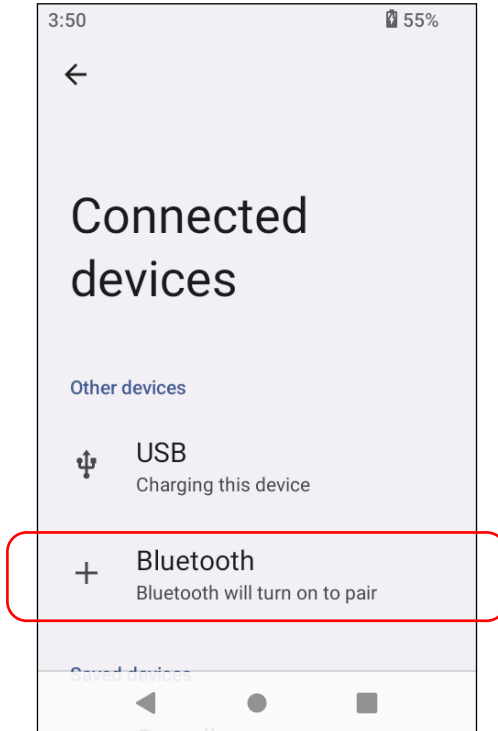 3:50 55%
Connected
devices
Other devices
USB
Charging this device
Bluetooth
Bluetooth will turn on to pair
Saved devices